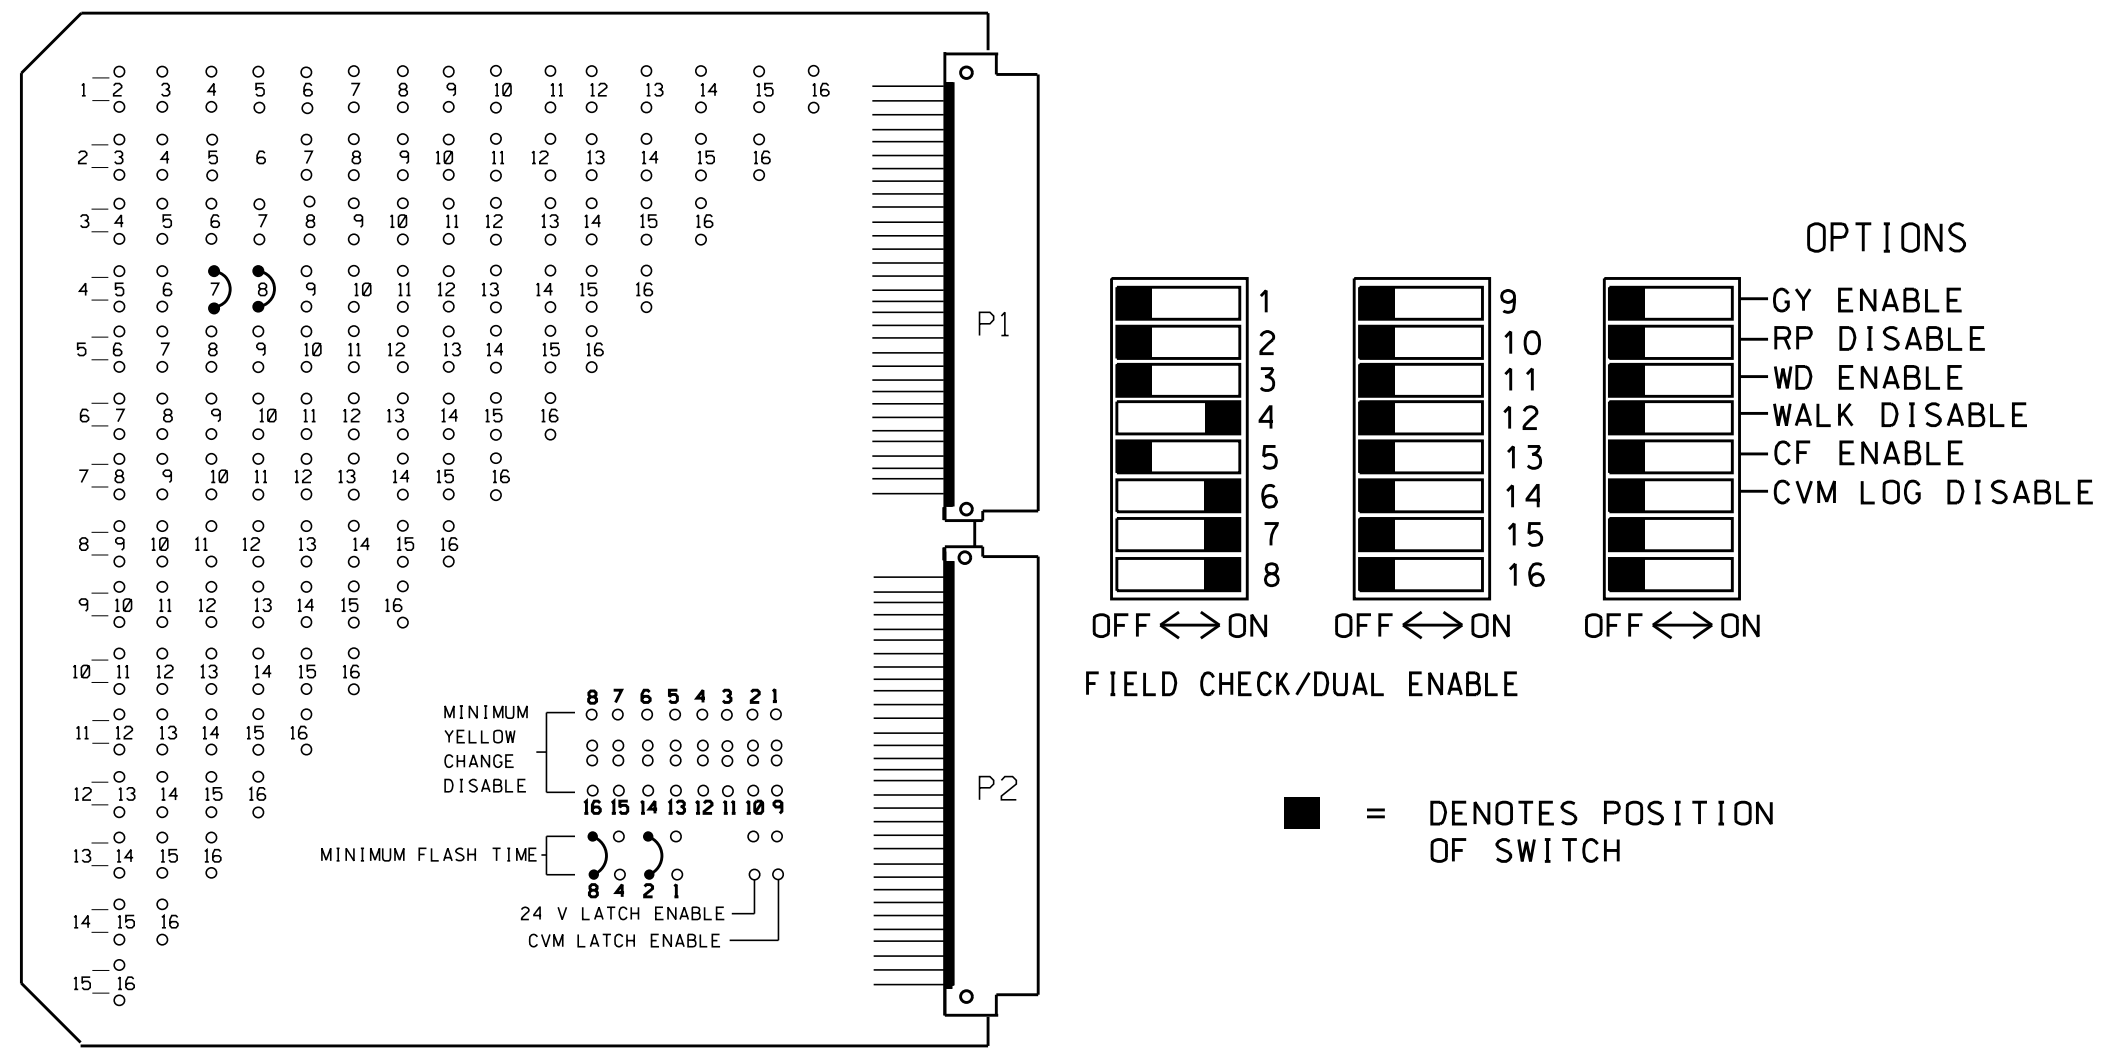 1 2 3 4 5 6 7 8 9 10 11 12 13 14 15 16
2 3 4 5 6 7 8 9 10 11 12 13 14 15 16
3 4 5 6 7 8 9 10 11 12 13 14 15 16
4 5 6 7 8 9 10 11 12 13 14 15 16
5 6 7 8 9 10 11 12 13 14 15 16
6 7 8 9 10 11 12 13 14 15 16
7 8 9 10 11 12 13 14 15 16
8 9 10 11 12 13 14 15 16
9 10 11 12 13 14 15 16
10 11 12 13 14 15 16
11 12 13 14 15 16
12 13 14 15 16
13 14 15 16
14 15 16
15 16
8 7 6 5 4 3 2 1
MINIMUM
YELLOW
CHANGE
DISABLE
16 15 14 13 12 11 10 9
MINIMUM FLASH TIME
8 4 2 1
24 V LATCH ENABLE
CVM LATCH ENABLE
P1
P2
1
2
3
4
5
6
7
8
OFF ON
9
10
11
12
13
14
15
16
OFF ON
FIELD CHECK/DUAL ENABLE
OPTIONS
GY ENABLE
RP DISABLE
WD ENABLE
WALK DISABLE
CF ENABLE
CVM LOG DISABLE
OFF ON
= DENOTES POSITION
OF SWITCH